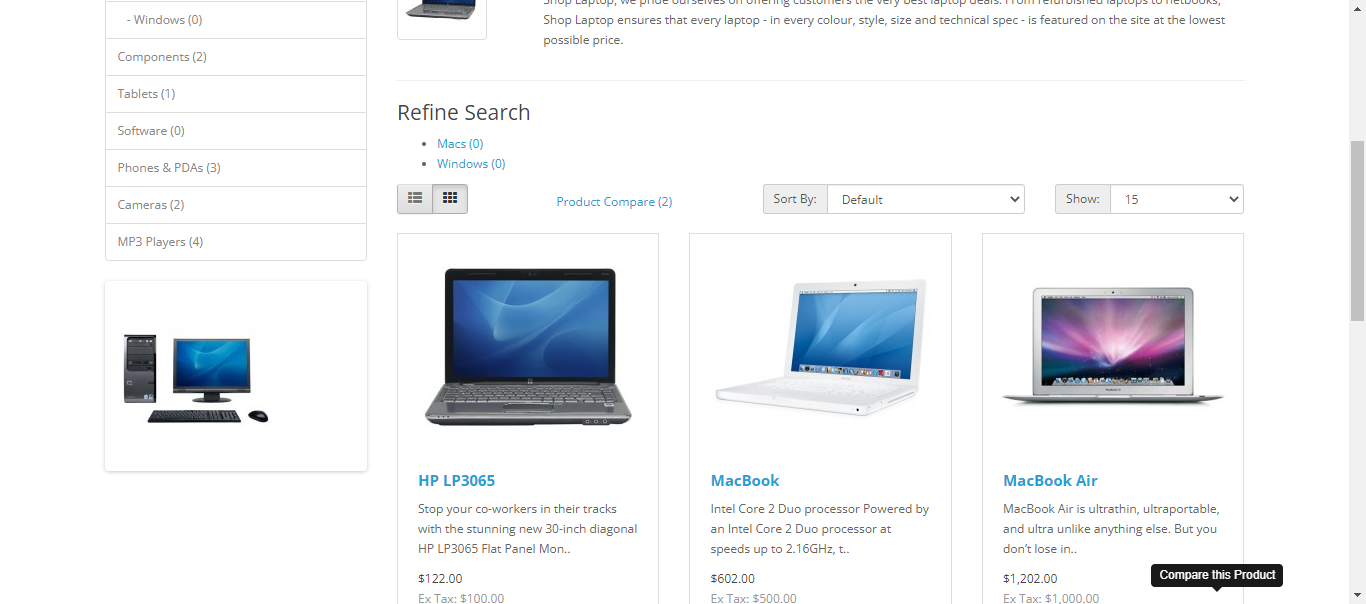 - Windows (0)
Components (2)
Tablets (1)
Software (0)
Phones & PDAs (3)
Cameras (2)
MP3 Players (4)
Shop Laptop, we pride ourselves on offering customers the very best laptop deals. From refurbished laptops to netbooks,
Shop Laptop ensures that every laptop - in every colour, style, size and technical spec - is featured on the site at the lowest
possible price.
Refine Search
Macs (0)
Windows (0)
Product Compare (2)
Sort By: Default
Show: 15
HP LP3065
Stop your co-workers in their tracks
with the stunning new 30-inch diagonal
HP LP3065 Flat Panel Mon..
$122.00
Ex Tax: $100.00
MacBook
Intel Core 2 Duo processor Powered by
an Intel Core 2 Duo processor at
speeds up to 2.16GHz, t..
$602.00
Ex Tax: $500.00
MacBook Air
MacBook Air is ultrathin, ultraportable,
and ultra unlike anything else. But you
don’t lose in..
$1,202.00
Ex Tax: $1,000.00
Compare this Product